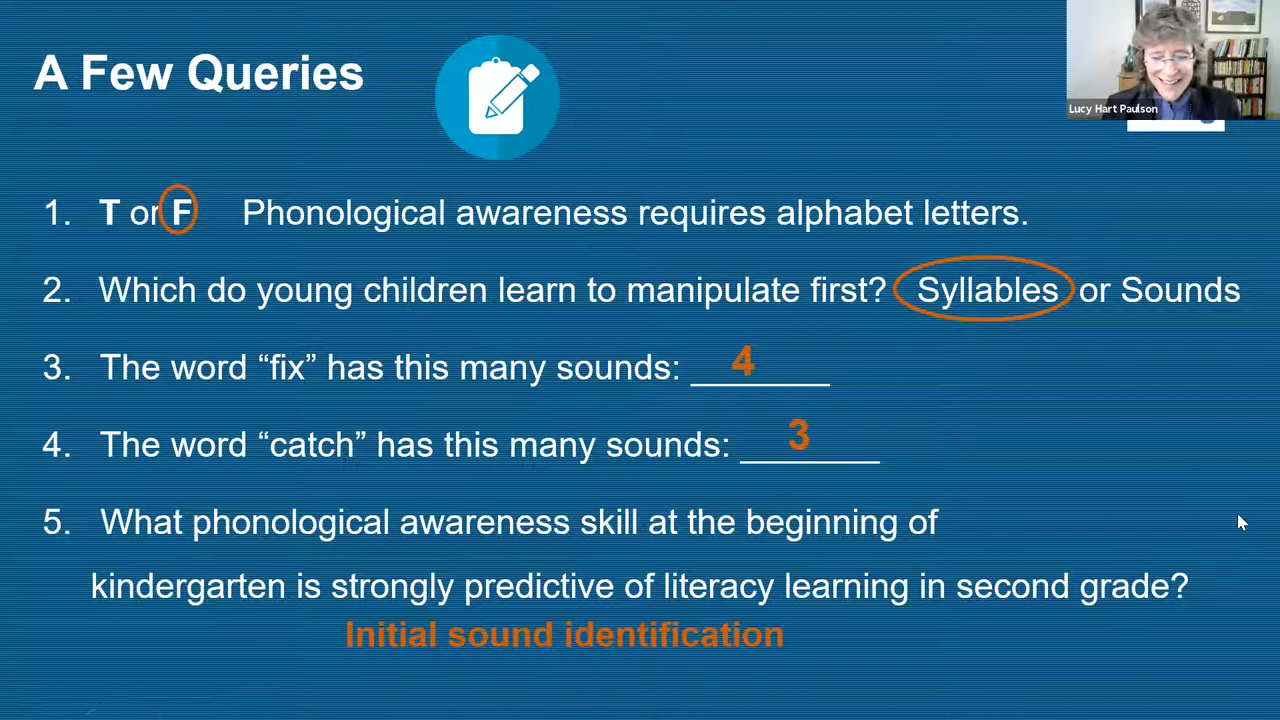 A Few Queries
Lucy Hart Paulson
1. T or F Phonological awareness requires alphabet letters.
2. Which do young children learn to manipulate first? Syllables or Sounds
3. The word “fix” has this many sounds: ________ 4
4. The word “catch” has this many sounds: ________ 3
5. What phonological awareness skill at the beginning of
kindergarten is strongly predictive of literacy learning in second grade?
Initial sound identification